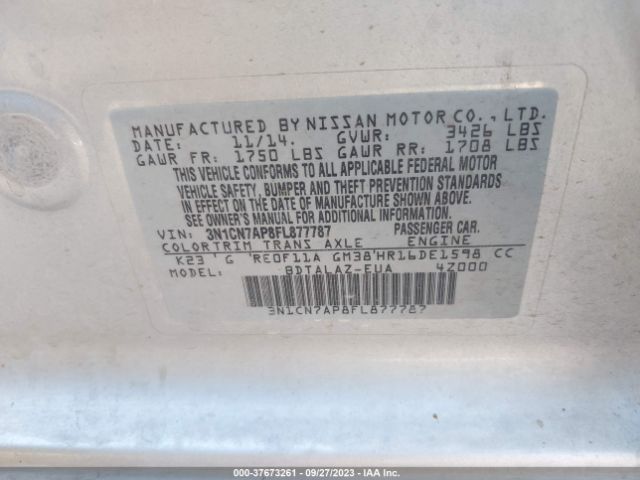 MANUFACTURED BY NISSAN MOTOR CO., LTD.
DATE: 11/14. GVWR: 3426 LBS
GAWR FR: 1750 LBS GAWR RR: 1708 LBS
THIS VEHICLE CONFORMS TO ALL APPLICABLE FEDERAL MOTOR
VEHICLE SAFETY, BUMPER AND THEFT PREVENTION STANDARDS
IN EFFECT ON THE DATE OF MANUFACTURE SHOWN ABOVE.
SEE OWNER'S MANUAL FOR ADDITIONAL INFORMATION.
VIN: 3N1CN7AP8FL877787 PASSENGER CAR.
COLOR TRIM TRANS AXLE ENGINE
K23 G RE0F11A GM38 HR16DE1598 CC
MODEL: BDTALAZ-EUA 4Z000
3N1CN7AP8FL877787
000-37673261 | 09/27/2023 | IAA Inc.